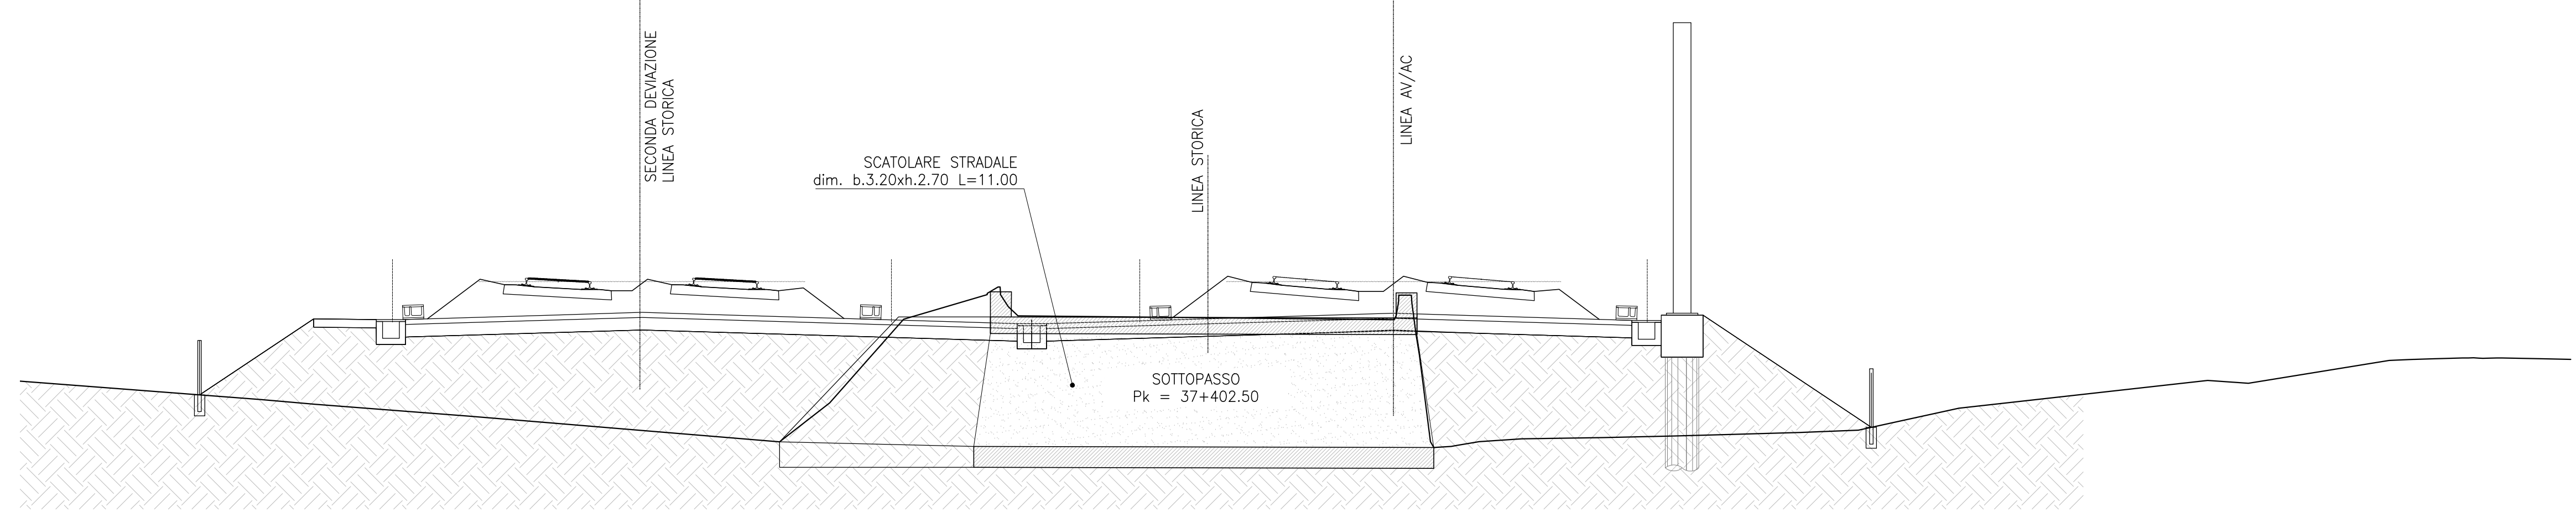 SECONDA DEVIAZIONE
LINEA STORICA
SCATOLARE STRADALE
dim. b.3.20xh.2.70 L=11.00
LINEA STORICA
LINEA AV/AC
SOTTOPASSO
Pk = 37+402.50